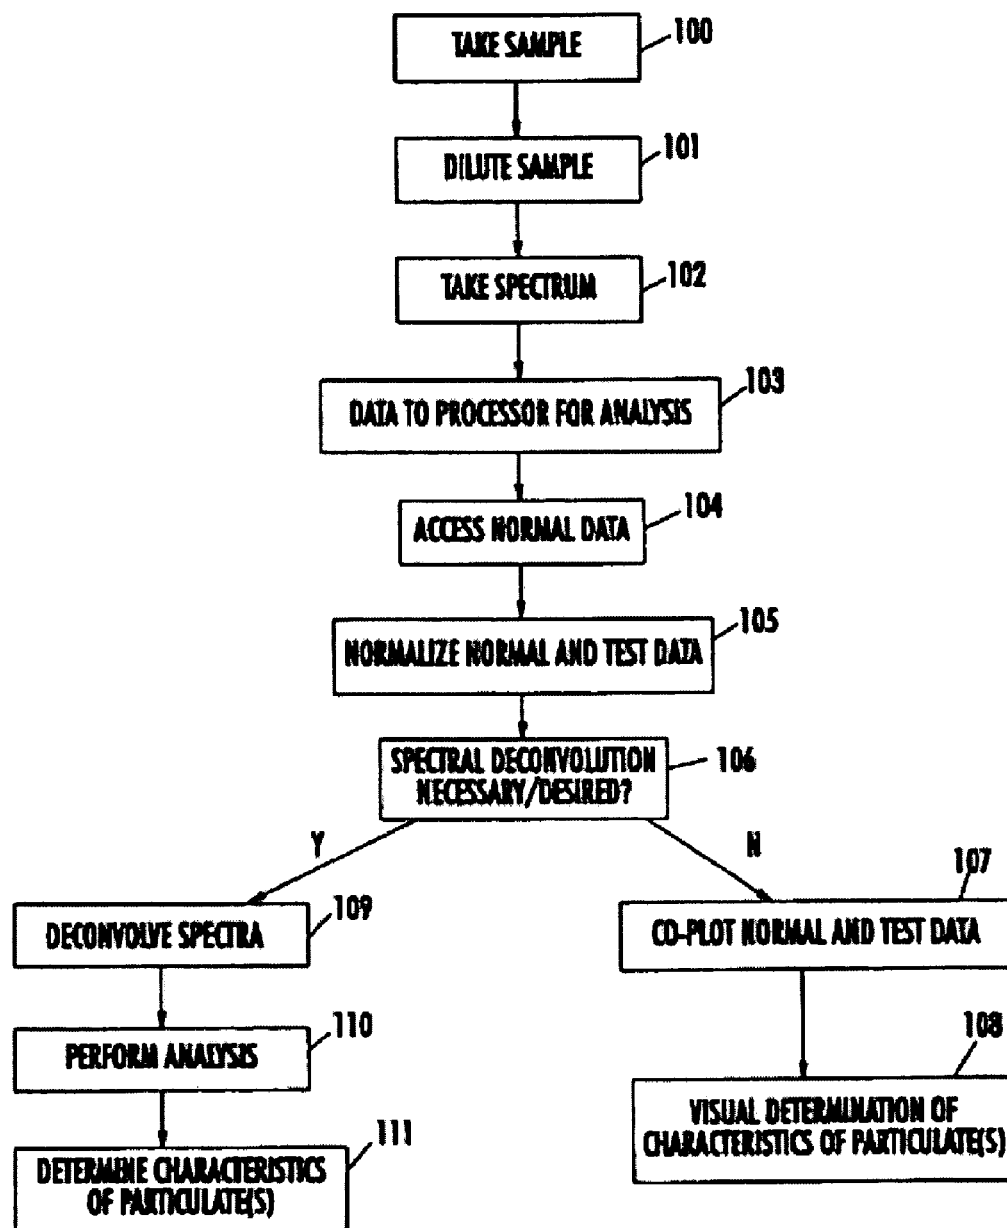 TAKE SAMPLE
100
DILUTE SAMPLE
101
TAKE SPECTRUM
102
DATA TO PROCESSOR FOR ANALYSIS
103
ACCESS NORMAL DATA
104
NORMALIZE NORMAL AND TEST DATA
105
SPECTRAL DECONVOLUTION
NECESSARY/DESIRED?
106
Y
N
DECONVOLVE SPECTRA
109
CO-PLOT NORMAL AND TEST DATA
107
PERFORM ANALYSIS
110
VISUAL DETERMINATION OF
CHARACTERISTICS OF PARTICULATE(S)
108
DETERMINE CHARACTERISTICS
OF PARTICULATE(S)
111